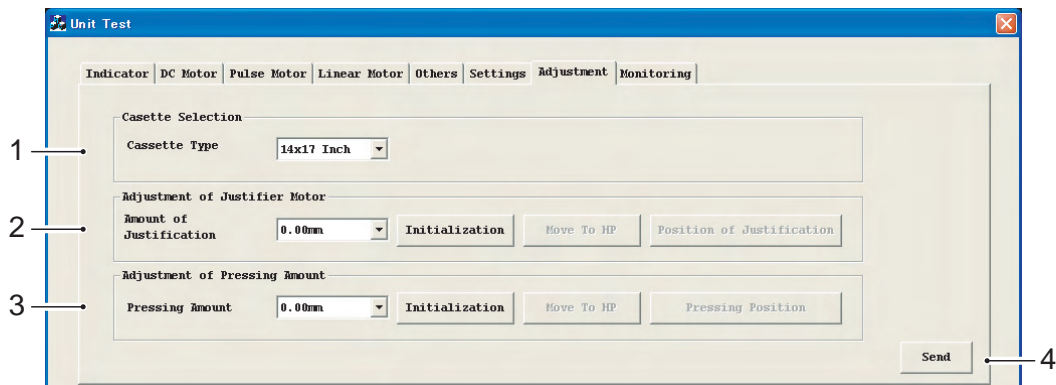 Unit Test
Indicator DC Motor Pulse Motor Linear Motor Others Settings Adjustment Monitoring
Casette Selection
1 Cassette Type 14x17 Inch
Adjustment of Justifier Motor
2 Amount of Justification 0.00mm Initialization Move To HP Position of Justification
Adjustment of Pressing Amount
3 Pressing Amount 0.00mm Initialization Move To HP Pressing Position
Send 4